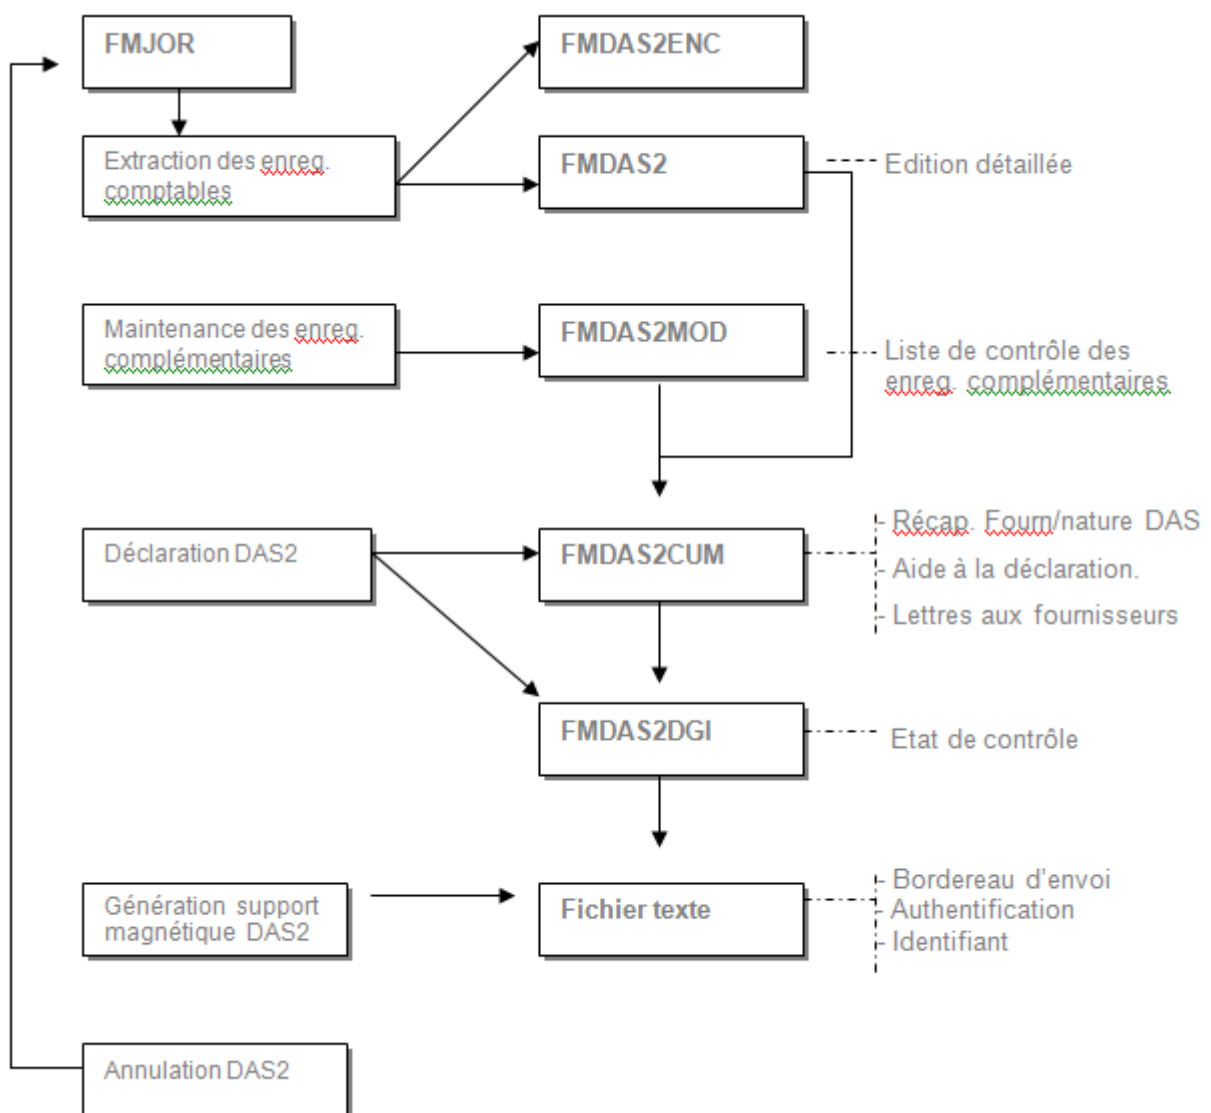 FMJOR
FMDAS2ENC
Extraction des enreg.
comptables
FMDAS2
Edition détaillée
Maintenance des enreg.
complémentaires
FMDAS2MOD
Liste de contrôle des
enreg. complémentaires
Déclaration DAS2
FMDAS2CUM
- Récap. Fourn/nature DAS
- Aide à la déclaration.
- Lettres aux fournisseurs
FMDAS2DGI
Etat de contrôle
Génération support
magnétique DAS2
Fichier texte
- Bordereau d'envoi
- Authentification
- Identifiant
Annulation DAS2